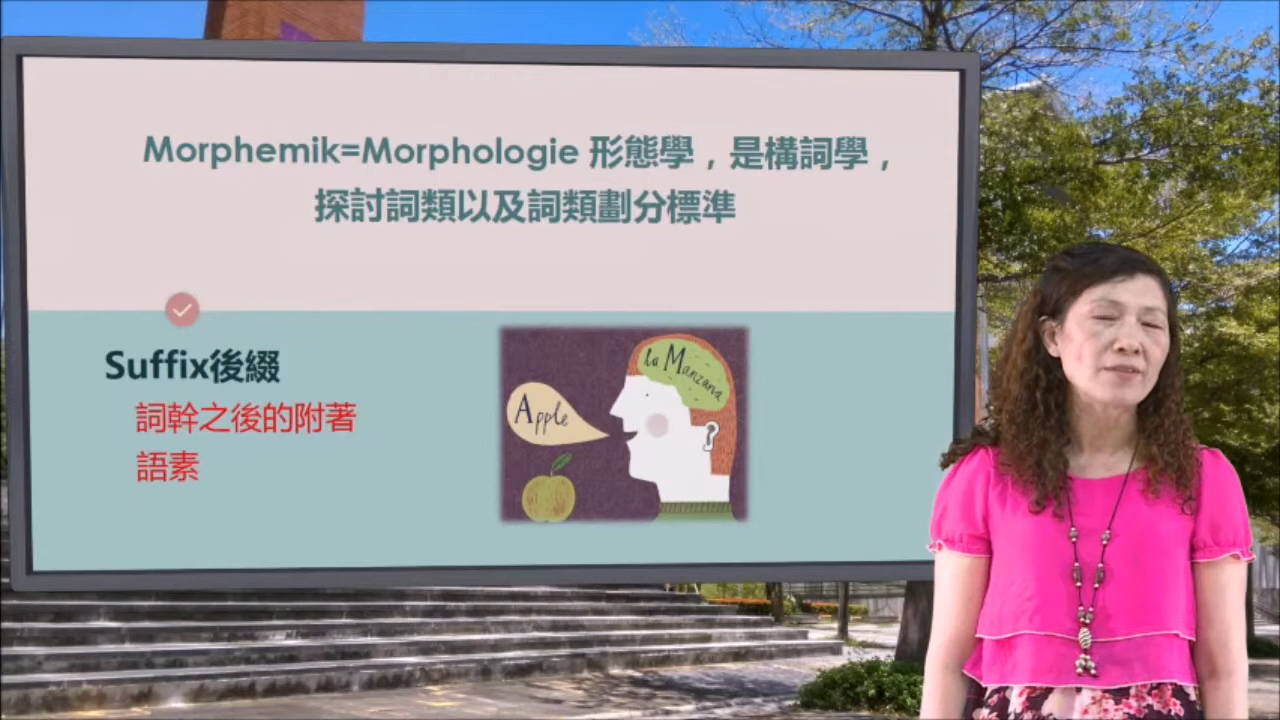 Morphemik=Morphologie 形態學，是構詞學，
探討詞類以及詞類劃分標準
Suffix後綴
詞幹之後的附著
語素
la Manzana
Apple